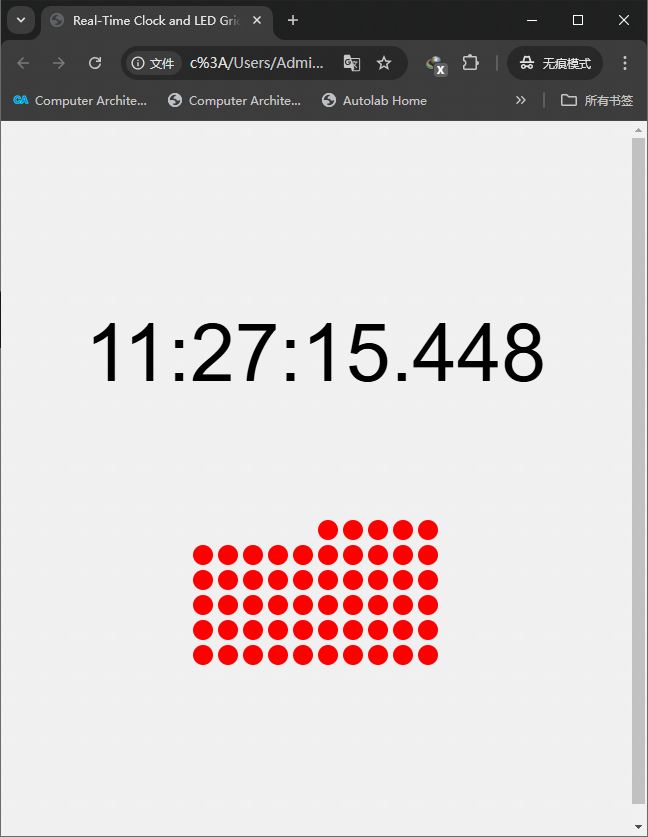 Real-Time Clock and LED Gri
文件
c%3A/Users/Admi...
无痕模式
Computer Archite...
Computer Archite...
Autolab Home
所有书签
11:27:15.448